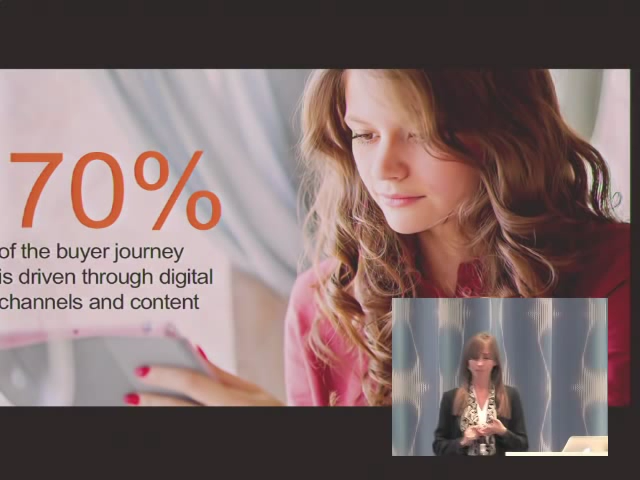 70%
of the buyer journey
is driven through digital
channels and content